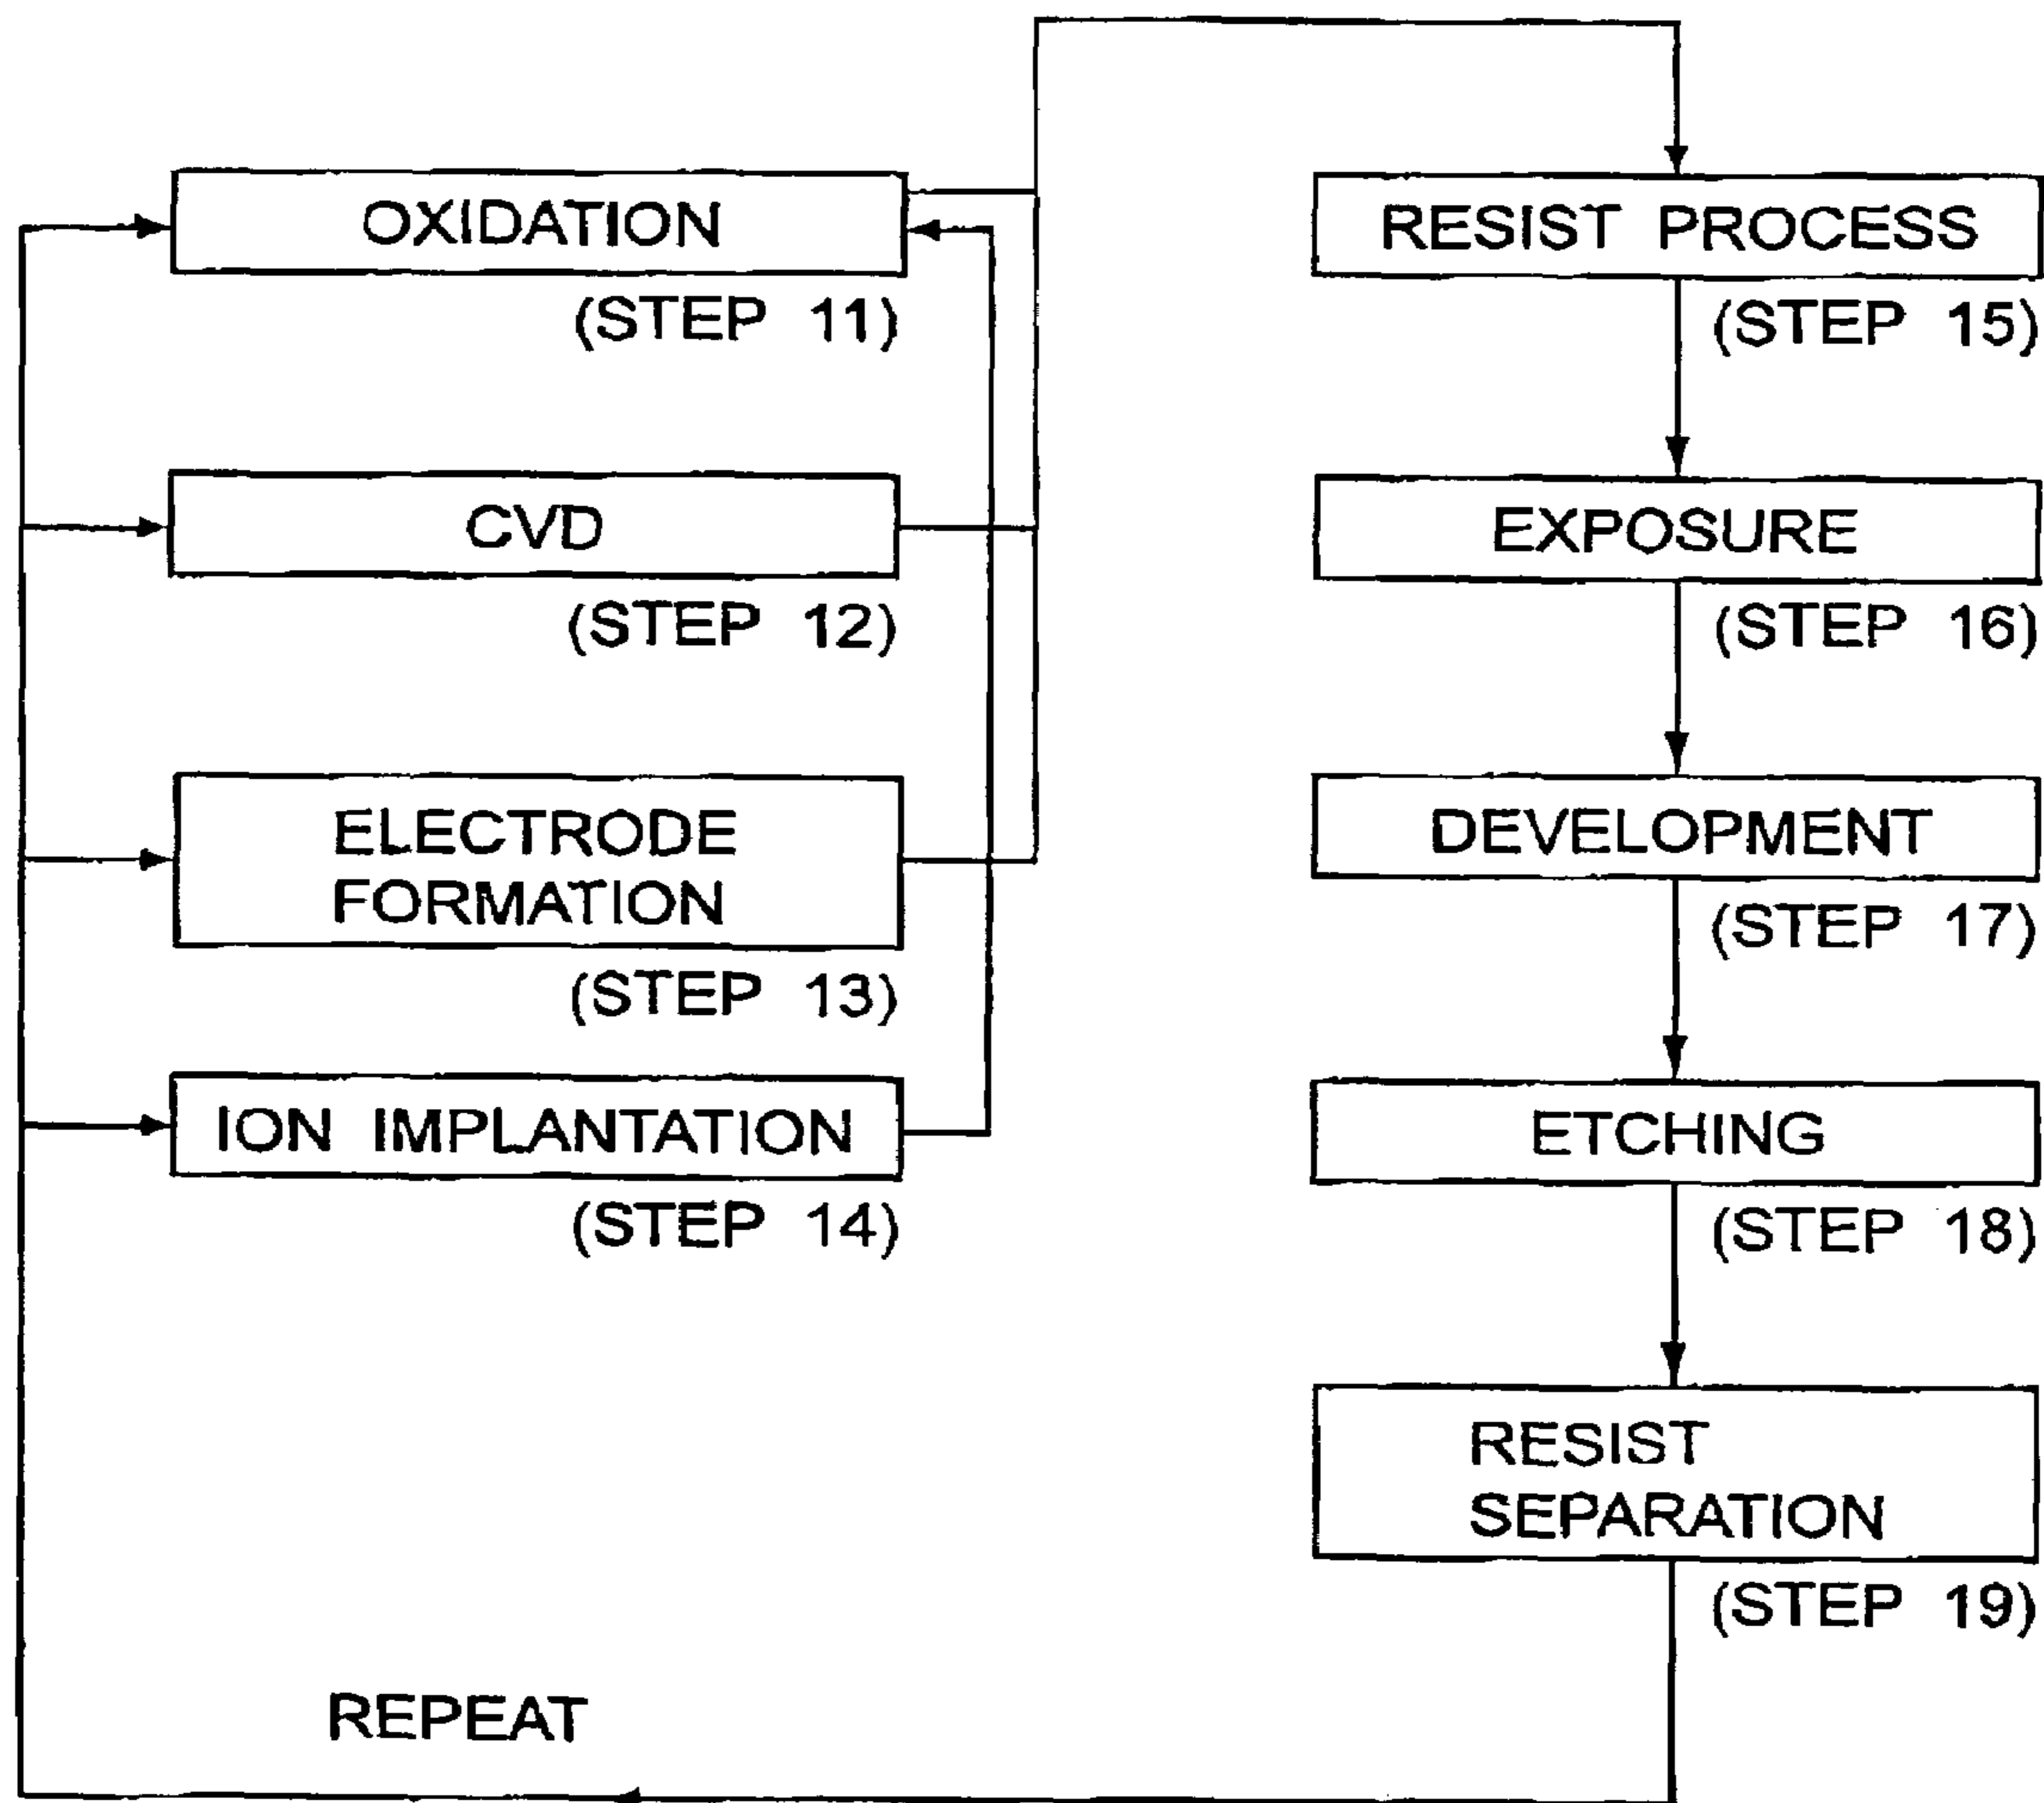 OXIDATION
(STEP 11)
CVD
(STEP 12)
ELECTRODE
FORMATION
(STEP 13)
ION IMPLANTATION
(STEP 14)
RESIST PROCESS
(STEP 15)
EXPOSURE
(STEP 16)
DEVELOPMENT
(STEP 17)
ETCHING
(STEP 18)
RESIST
SEPARATION
(STEP 19)
REPEAT